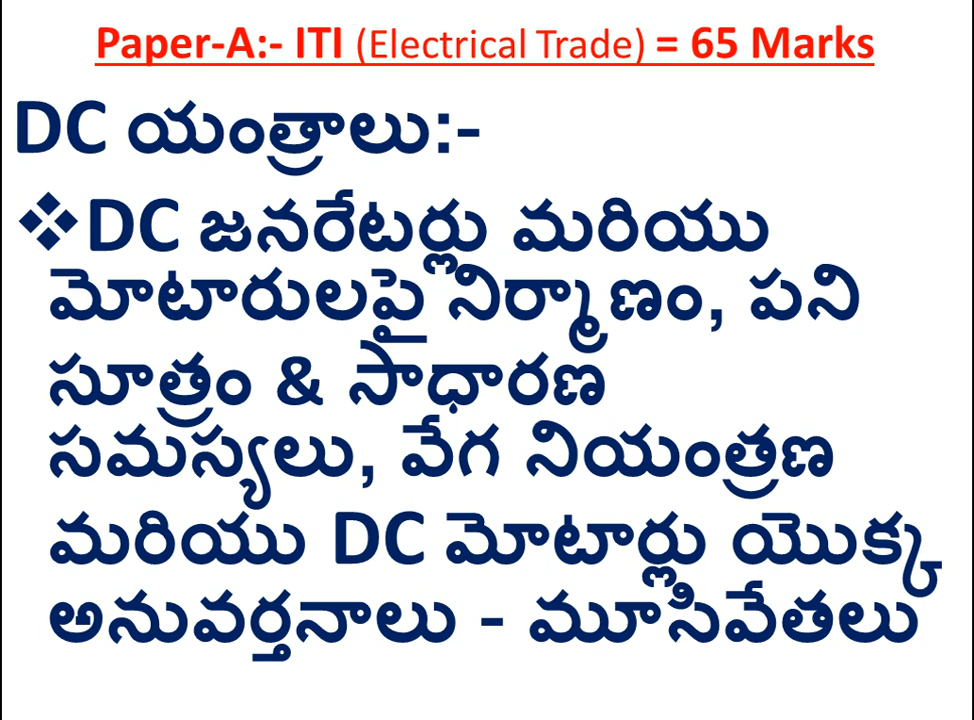 Paper-A:- ITI (Electrical Trade) = 65 Marks
DC యంత్రాలు:-
❖DC జనరేటర్లు మరియు
మోటారులపై నిర్మాణం, పని
సూత్రం & సాధారణ
సమస్యలు, వేగ నియంత్రణ
మరియు DC మోటార్లు యొక్క
అనువర్తనాలు - మూసివేతలు